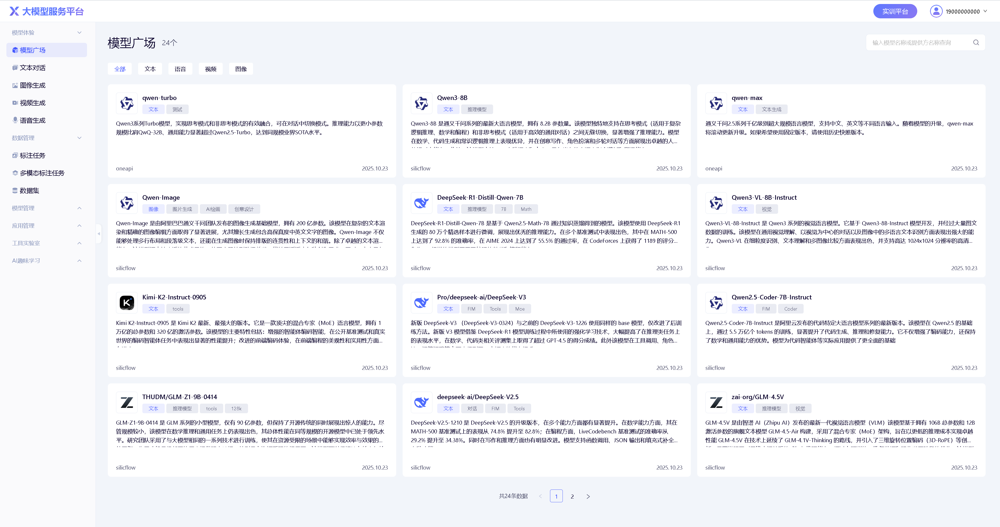 大模型服务平台
实训平台
19000000000
模型体验
模型广场
文本对话
图像生成
视频生成
语音生成
数据管理
标注任务
多模态标注任务
数据集
模型管理
应用管理
工具实验室
AI趣味学习
模型广场 24个
输入模型名称或提供方名称查询
全部 文本 语音 视频 图像
qwen-turbo
文本 测试
Qwen3系列Turbo模型，实现思考模式和非思考模式的有效融合，可在对话中切换模式。推理能力以更小参数
规模比肩QwQ-32B、通用能力显著超过Qwen2.5-Turbo，达到同规模业界SOTA水平。
oneapi 2025.10.23
Qwen3-8B
文本 推理模型
Qwen3-8B 是通义千问系列的最新大语言模型，拥有 8.2B 参数量。该模型独特地支持在思考模式（适用于复杂
逻辑推理、数学和编程）和非思考模式（适用于高效的通用对话）之间无缝切换，显著增强了推理能力。模型
在数学、代码生成和常识逻辑推理上表现优异，并在创意写作、角色扮演和多轮对话等方面展现出卓越的人...
silicflow 2025.10.23
qwen-max
文本 文本生成
通义千问2.5系列千亿级别超大规模语言模型，支持中文、英文等不同语言输入。随着模型的升级，qwen-max
将滚动更新升级。如果希望使用固定版本，请使用历史快照版本。
oneapi 2025.10.23
Qwen-Image
图像 图片生成 AI绘画 创意设计
Qwen-Image 是由阿里巴巴通义千问团队发布的图像生成基础模型，拥有 200 亿参数。该模型在复杂的文本渲
染和精确的图像编辑方面取得了显著进展，尤其擅长生成包含高保真度中英文文字的图像。Qwen-Image 不仅
能够处理多行布局和段落级文本，还能在生成图像时保持排版的连贯性和上下文的和谐。除了卓越的文本渲...
silicflow 2025.10.23
DeepSeek-R1-Distill-Qwen-7B
文本 推理模型 7B Math
DeepSeek-R1-Distill-Qwen-7B 是基于 Qwen2.5-Math-7B 通过知识蒸馏得到的模型。该模型使用 DeepSeek-R1
生成的 80 万个精选样本进行微调，展现出优秀的推理能力。在多个基准测试中表现出色，其中在 MATH-500
上达到了 92.8% 的准确率，在 AIME 2024 上达到了 55.5% 的通过率，在 CodeForces 上获得了 1189 的评分...
silicflow 2025.10.23
Qwen3-VL-8B-Instruct
文本 视觉
Qwen3-VL-8B-Instruct 是 Qwen3 系列的视觉语言模型。它基于 Qwen3-8B-Instruct 模型开发，并经过大量图文
数据的训练。该模型在通用视觉理解、以视觉为中心的对话以及图像中的多语言文本识别方面表现出强大的能
力。Qwen3-VL 在细粒度识别、文本理解和多图像比较方面表现出色，并支持高达 1024x1024 分辨率的高清...
silicflow 2025.10.23
Kimi-K2-Instruct-0905
文本 tools
Kimi K2-Instruct-0905 是 Kimi K2 最新、最强大的版本。它是一款顶尖的混合专家（MoE）语言模型，拥有 1
万亿的总参数和 320 亿的激活参数。该模型的主要特性包括：增强的智能体编码智能，在公开基准测试和真实
世界的编码智能体任务中表现出显著的性能提升；改进的前端编码体验，在前端编程的美观性和实用性方面...
silicflow 2025.10.23
Pro/deepseek-ai/DeepSeek-V3
文本 FIM Tools Moe
新版 DeepSeek-V3 （DeepSeek-V3-0324）与之前的 DeepSeek-V3-1226 使用同样的 base 模型，仅改进了后训
练方法。新版 V3 模型借鉴 DeepSeek-R1 模型训练过程中所使用的强化学习技术，大幅提高了在推理类任务上
的表现水平，在数学、代码类相关评测集上取得了超过 GPT-4.5 的得分成绩。此外该模型在工具调用、角色...
silicflow 2025.10.23
Qwen2.5-Coder-7B-Instruct
文本 FIM Coder
Qwen2.5-Coder-7B-Instruct 是阿里云发布的代码特定大语言模型系列的最新版本。该模型在 Qwen2.5 的基础
上，通过 5.5 万亿个 tokens 的训练，显著提升了代码生成、推理和修复能力。它不仅增强了编码能力，还保持
了数学和通用能力的优势。模型为代码智能体等实际应用提供了更全面的基础
silicflow 2025.10.23
THUDM/GLM-Z1-9B-0414
文本 推理模型 tools 128k
GLM-Z1-9B-0414 是 GLM 系列的小型模型，仅有 90 亿参数，但保持了开源传统的同时展现出惊人的能力。尽
管规模较小，该模型在数学推理和通用任务上仍表现出色，其总体性能在同等规模的开源模型中已处于领先水
平。研究团队采用了与大模型相同的一系列技术进行训练，使其在资源受限的场景中能够实现效率与效果的...
silicflow 2025.10.23
deepseek-ai/DeepSeek-V2.5
文本 对话 FIM Tools
DeepSeek-V2.5-1210 是 DeepSeek-V2.5 的升级版本，在多个能力方面都有显著提升。在数学能力方面，其在
MATH-500 基准测试上的表现从 74.8% 提升至 82.8%；在编程方面，LiveCodebench 基准测试的准确率从
29.2% 提升至 34.38%。同时在写作和推理方面也有明显改进。模型支持函数调用、JSON 输出和填充式补全...
silicflow 2025.10.23
zai-org/GLM-4.5V
文本 推理模型 视觉
GLM-4.5V 是由智谱 AI（Zhipu AI）发布的最新一代视觉语言模型（VLM）该模型基于拥有 106B 总参数和 12B
激活参数的旗舰文本模型 GLM-4.5-Air 构建，采用了混合专家（MoE）架构，旨在以更低的推理成本实现卓越
性能 GLM-4.5V 在技术上延续了 GLM-4.1V-Thinking 的路线，并引入了三维旋转位置编码（3D-RoPE）等创...
silicflow 2025.10.23
共24条数据 1 2